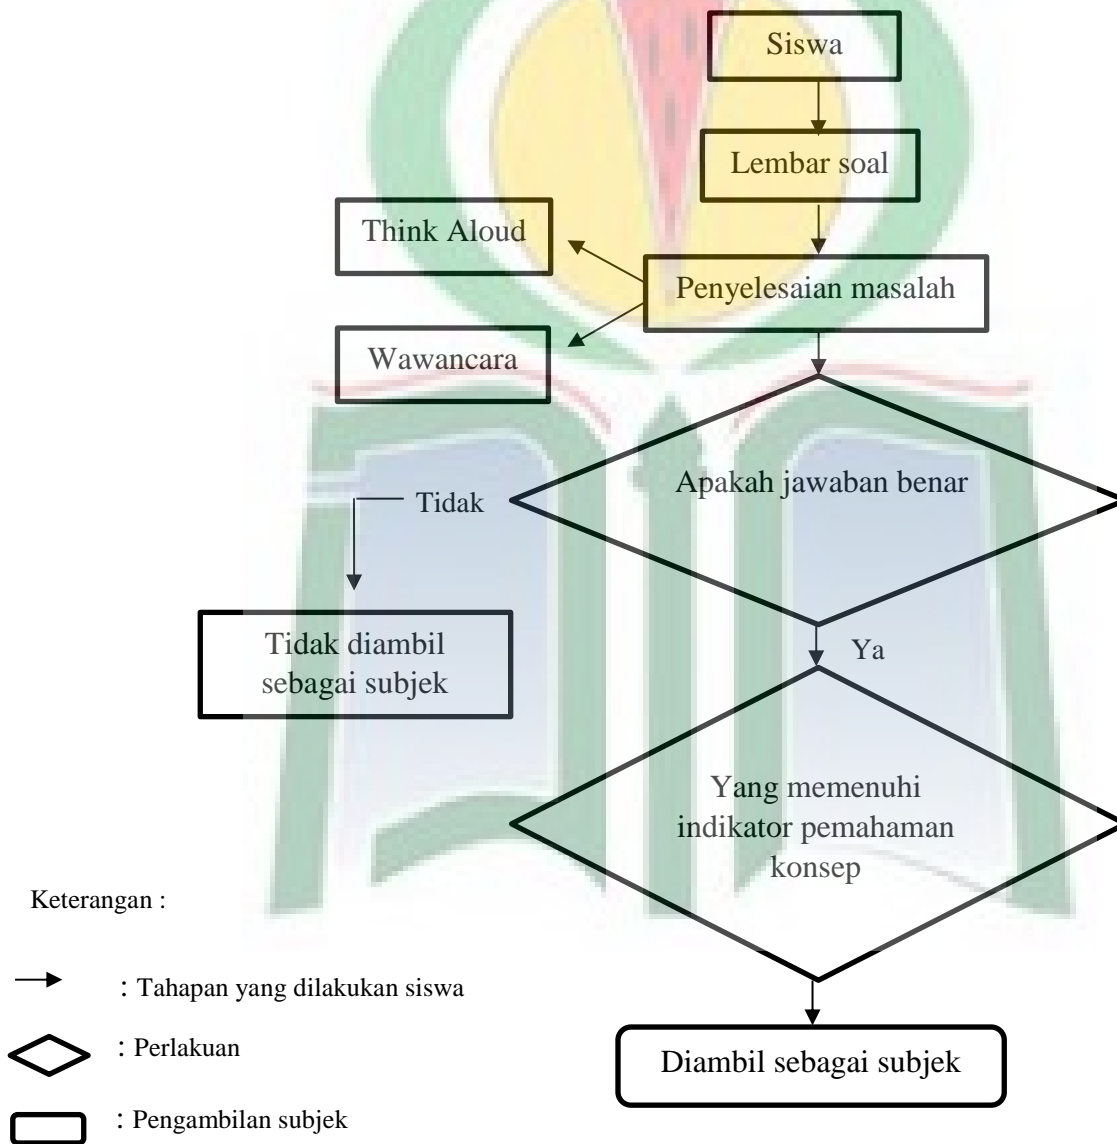 Siswa
Lembar soal
Think Aloud
Penyelesaian masalah
Wawancara
Apakah jawaban benar
Tidak
Tidak diambil
sebagai subjek
Ya
Yang memenuhi
indikator pemahaman
konsep
Diambil sebagai subjek
Keterangan :
: Tahapan yang dilakukan siswa
: Perlakuan
: Pengambilan subjek